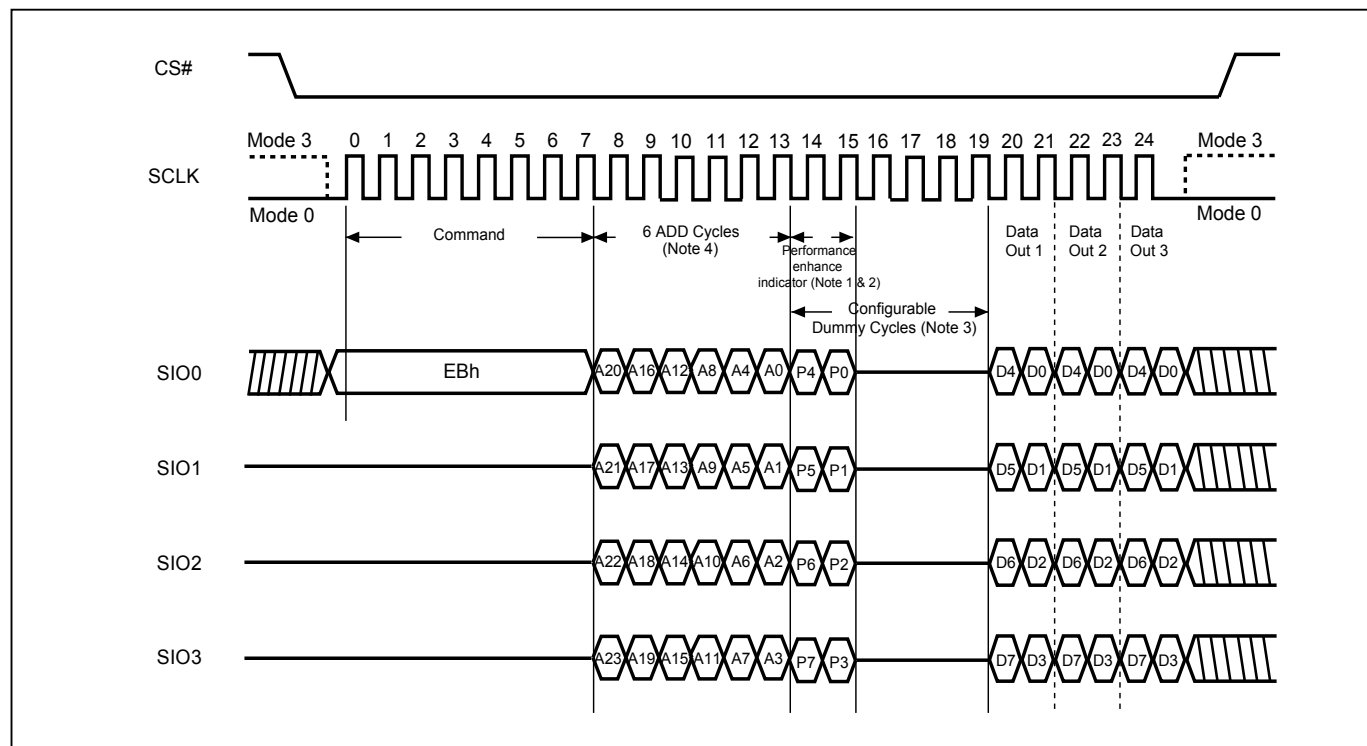 CS#
Mode 3 0 1 2 3 4 5 6 7 8 9 10 11 12 13 14 15 16 17 18 19 20 21 22 23 24 Mode 3
SCLK
Mode 0 Mode 0
Command
6 ADD Cycles
(Note 4)
Performance
enhance
indicator (Note 1 & 2)
Data
Out 1
Data
Out 2
Data
Out 3
Configurable
Dummy Cycles (Note 3)
SIO0 EBh A20 A16 A12 A8 A4 A0 P4 P0 D4 D0 D4 D0 D4 D0
SIO1 A21 A17 A13 A9 A5 A1 P5 P1 D5 D1 D5 D1 D5 D1
SIO2 A22 A18 A14 A10 A6 A2 P6 P2 D6 D2 D6 D2 D6 D2
SIO3 A23 A19 A15 A11 A7 A3 P7 P3 D7 D3 D7 D3 D7 D3